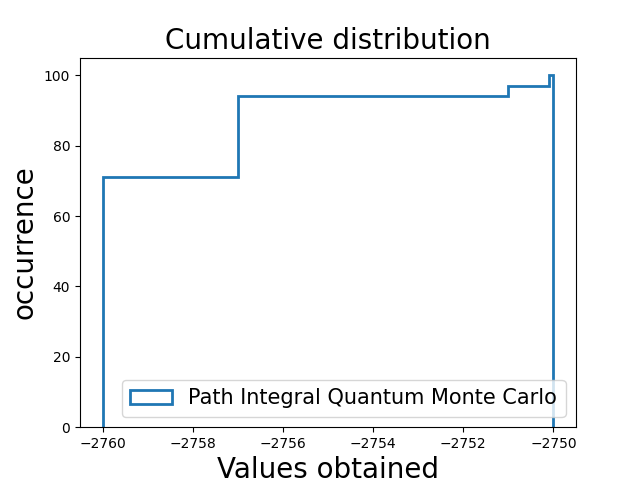 Cumulative distribution
occurrence
100
80
60
40
20
0
Path Integral Quantum Monte Carlo
−2760 −2758 −2756 −2754 −2752 −2750
Values obtained